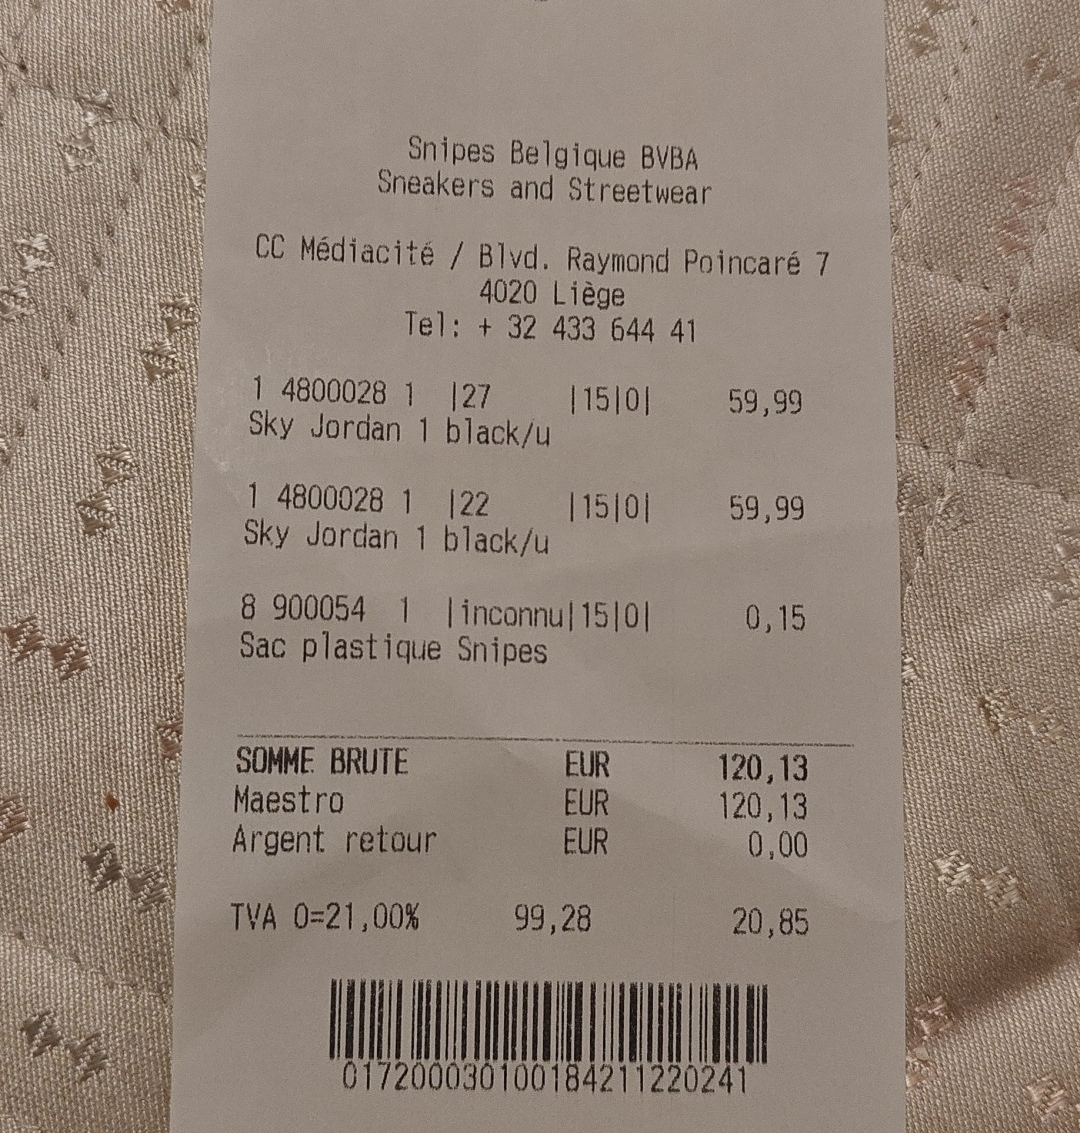 Snipes Belgique BVBA
Sneakers and Streetwear
CC Médiacité / Blvd. Raymond Poincaré 7
4020 Liège
Tel: + 32 433 644 41
1 4800028 1 |27 |15|0| 59,99
Sky Jordan 1 black/u
1 4800028 1 |22 |15|0| 59,99
Sky Jordan 1 black/u
8 900054 1 |inconnu|15|0| 0,15
Sac plastique Snipes
SOMME BRUTE EUR 120,13
Maestro EUR 120,13
Argent retour EUR 0,00
TVA 0=21,00% 99,28 20,85
017200030100184211220241